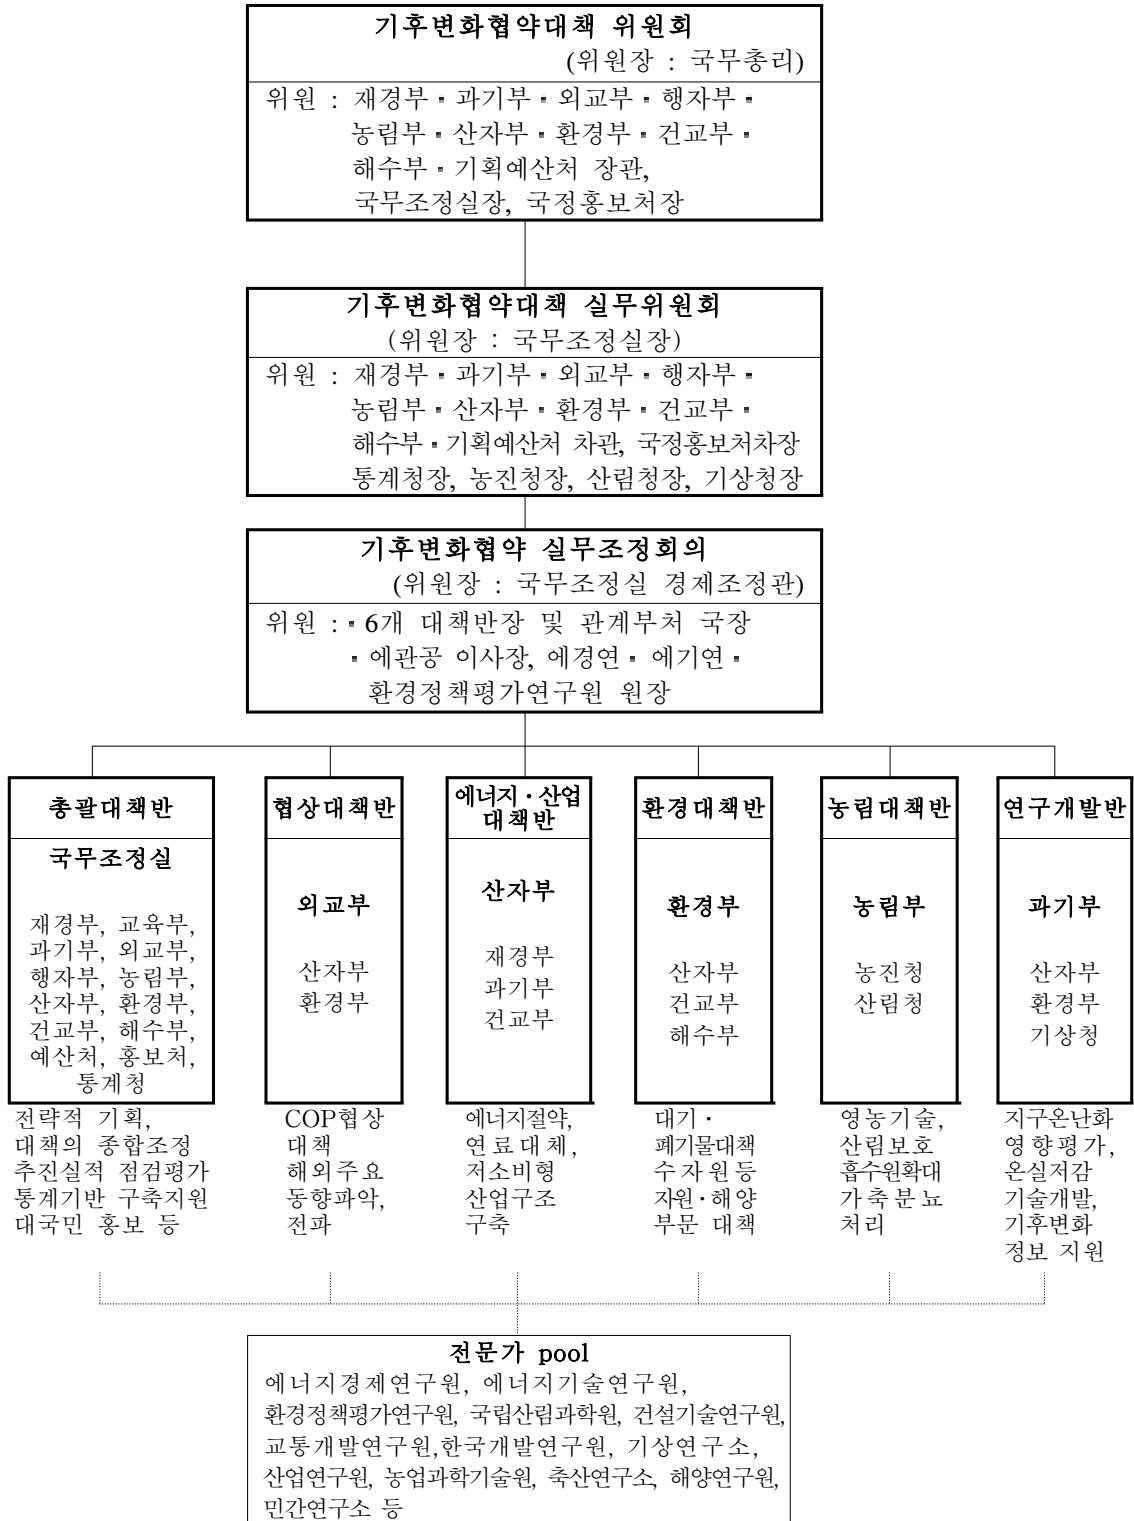 기후변화협약대책 위원회
(위원장 : 국무총리)
위원 : 재경부▪과기부▪외교부▪행자부▪
농림부▪산자부▪환경부▪건교부▪
해수부▪기획예산처 장관,
국무조정실장, 국정홍보처장
기후변화협약대책 실무위원회
(위원장 : 국무조정실장)
위원 : 재경부▪과기부▪외교부▪행자부▪
농림부▪산자부▪환경부▪건교부▪
해수부▪기획예산처 차관, 국정홍보처차장
통계청장, 농진청장, 산림청장, 기상청장
기후변화협약 실무조정회의
(위원장 : 국무조정실 경제조정관)
위원 :▪6개 대책반장 및 관계부처 국장
▪에관공 이사장, 에경연▪에기연▪
환경정책평가연구원 원장
총괄대책반
국무조정실
재경부, 교육부,
과기부, 외교부,
행자부, 농림부,
산자부, 환경부,
건교부, 해수부,
예산처, 홍보처,
통계청
전략적 기획,
대책의 종합조정
추진실적 점검평가
통계기반 구축지원
대국민 홍보 등
협상대책반
외교부
산자부
환경부
COP협상
대책
해외주요
동향파악,
전파
에너지·산업
대책반
산자부
재경부
과기부
건교부
에너지절약,
연료대체,
저소비형
산업구조
구축
환경대책반
환경부
산자부
건교부
해수부
대기·
폐기물대책
수자원등
자원·해양
부문 대책
농림대책반
농림부
농진청
산림청
영농기술,
산림보호
흡수원확대
가축분뇨
처리
연구개발반
과기부
산자부
환경부
기상청
지구온난화
영향평가,
온실저감
기술개발,
기후변화
정보 지원
전문가 pool
에너지경제연구원, 에너지기술연구원,
환경정책평가연구원, 국립산림과학원, 건설기술연구원,
교통개발연구원,한국개발연구원, 기상연구소,
산업연구원, 농업과학기술원, 축산연구소, 해양연구원,
민간연구소 등